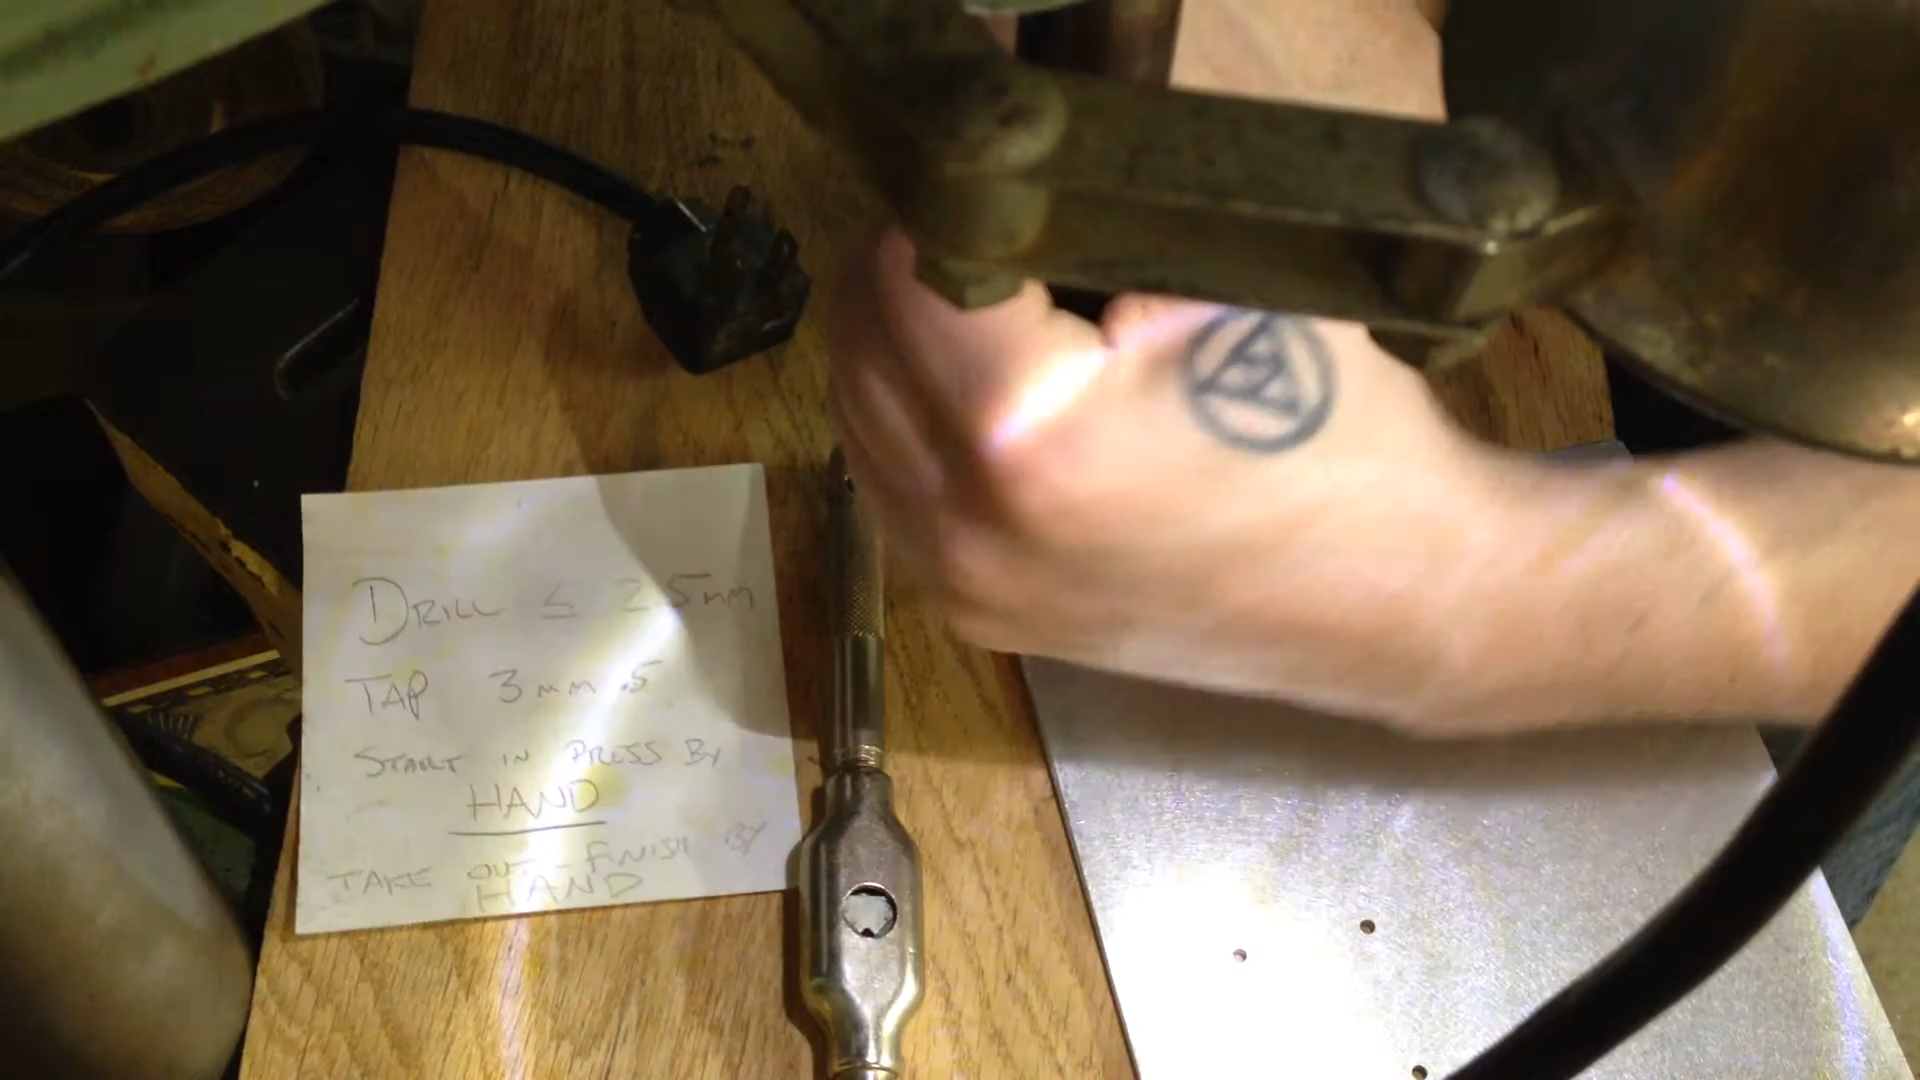 DRILL ≤ 2.5mm
TAP 3mm .5
START IN PRESS BY
HAND
TAKE OUT - FINISH BY
HAND